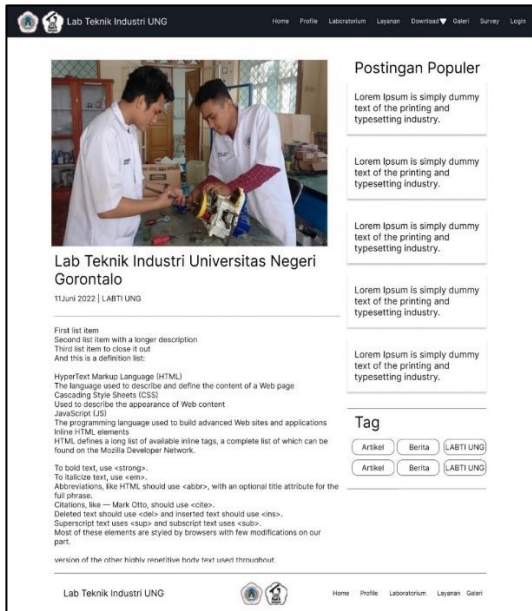 Lab Teknik Industri UNG
Home Profile Laboratorium Layanan Download Galeri Survey Login
Lab Teknik Industri Universitas Negeri
Gorontalo
11Juni 2022 | LABTI UNG
First list item
Second list item with a longer description
Third list item to close it out
And this is a definition list:
HyperText Markup Language (HTML)
The language used to describe and define the content of a Web page
Cascading Style Sheets (CSS)
Used to describe the appearance of Web content
JavaScript (JS)
The programming language used to build advanced Web sites and applications
Inline HTML elements
HTML defines a long list of available inline tags, a complete list of which can be
found on the Mozilla Developer Network.
To bold text, use <strong>.
To italicize text, use <em>.
Abbreviations, like HTML should use <abbr>, with an optional title attribute for the
full phrase.
Citations, like — Mark Otto, should use <cite>.
Deleted text should use <del> and inserted text should use <ins>.
Superscript text uses <sup> and subscript text uses <sub>.
Most of these elements are styled by browsers with few modifications on our
part.
version of the other highly repetitive body text used throughout.
Postingan Populer
Lorem Ipsum is simply dummy
text of the printing and
typesetting industry.
Lorem Ipsum is simply dummy
text of the printing and
typesetting industry.
Lorem Ipsum is simply dummy
text of the printing and
typesetting industry.
Lorem Ipsum is simply dummy
text of the printing and
typesetting industry.
Lorem Ipsum is simply dummy
text of the printing and
typesetting industry.
Tag
Artikel Berita LABTI UNG
Artikel Berita LABTI UNG
Lab Teknik Industri UNG
Home Profile Laboratorium Layanan Galeri